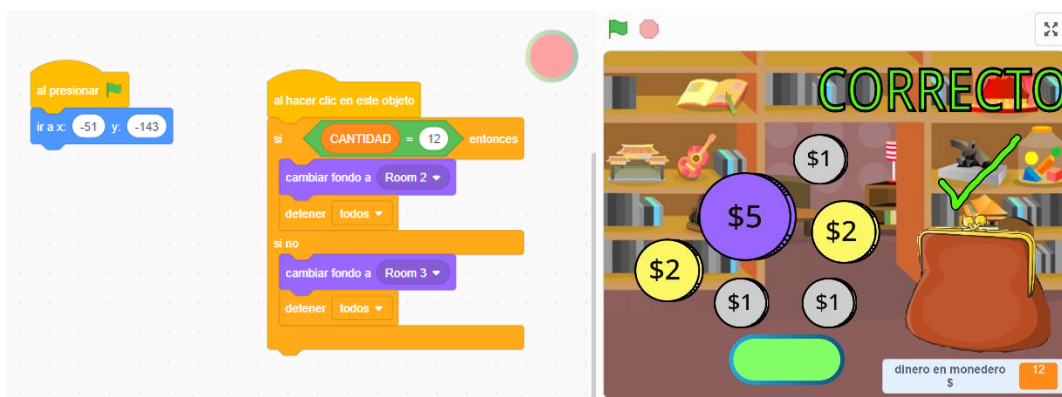 al presionar
ir a x: -51 y: -143
al hacer clic en este objeto
si CANTIDAD = 12 entonces
cambiar fondo a Room 2
detener todos
si no
cambiar fondo a Room 3
detener todos
CORRECTO
$1
$5
$2
$2
$1
$1
dinero en monedero
$
12